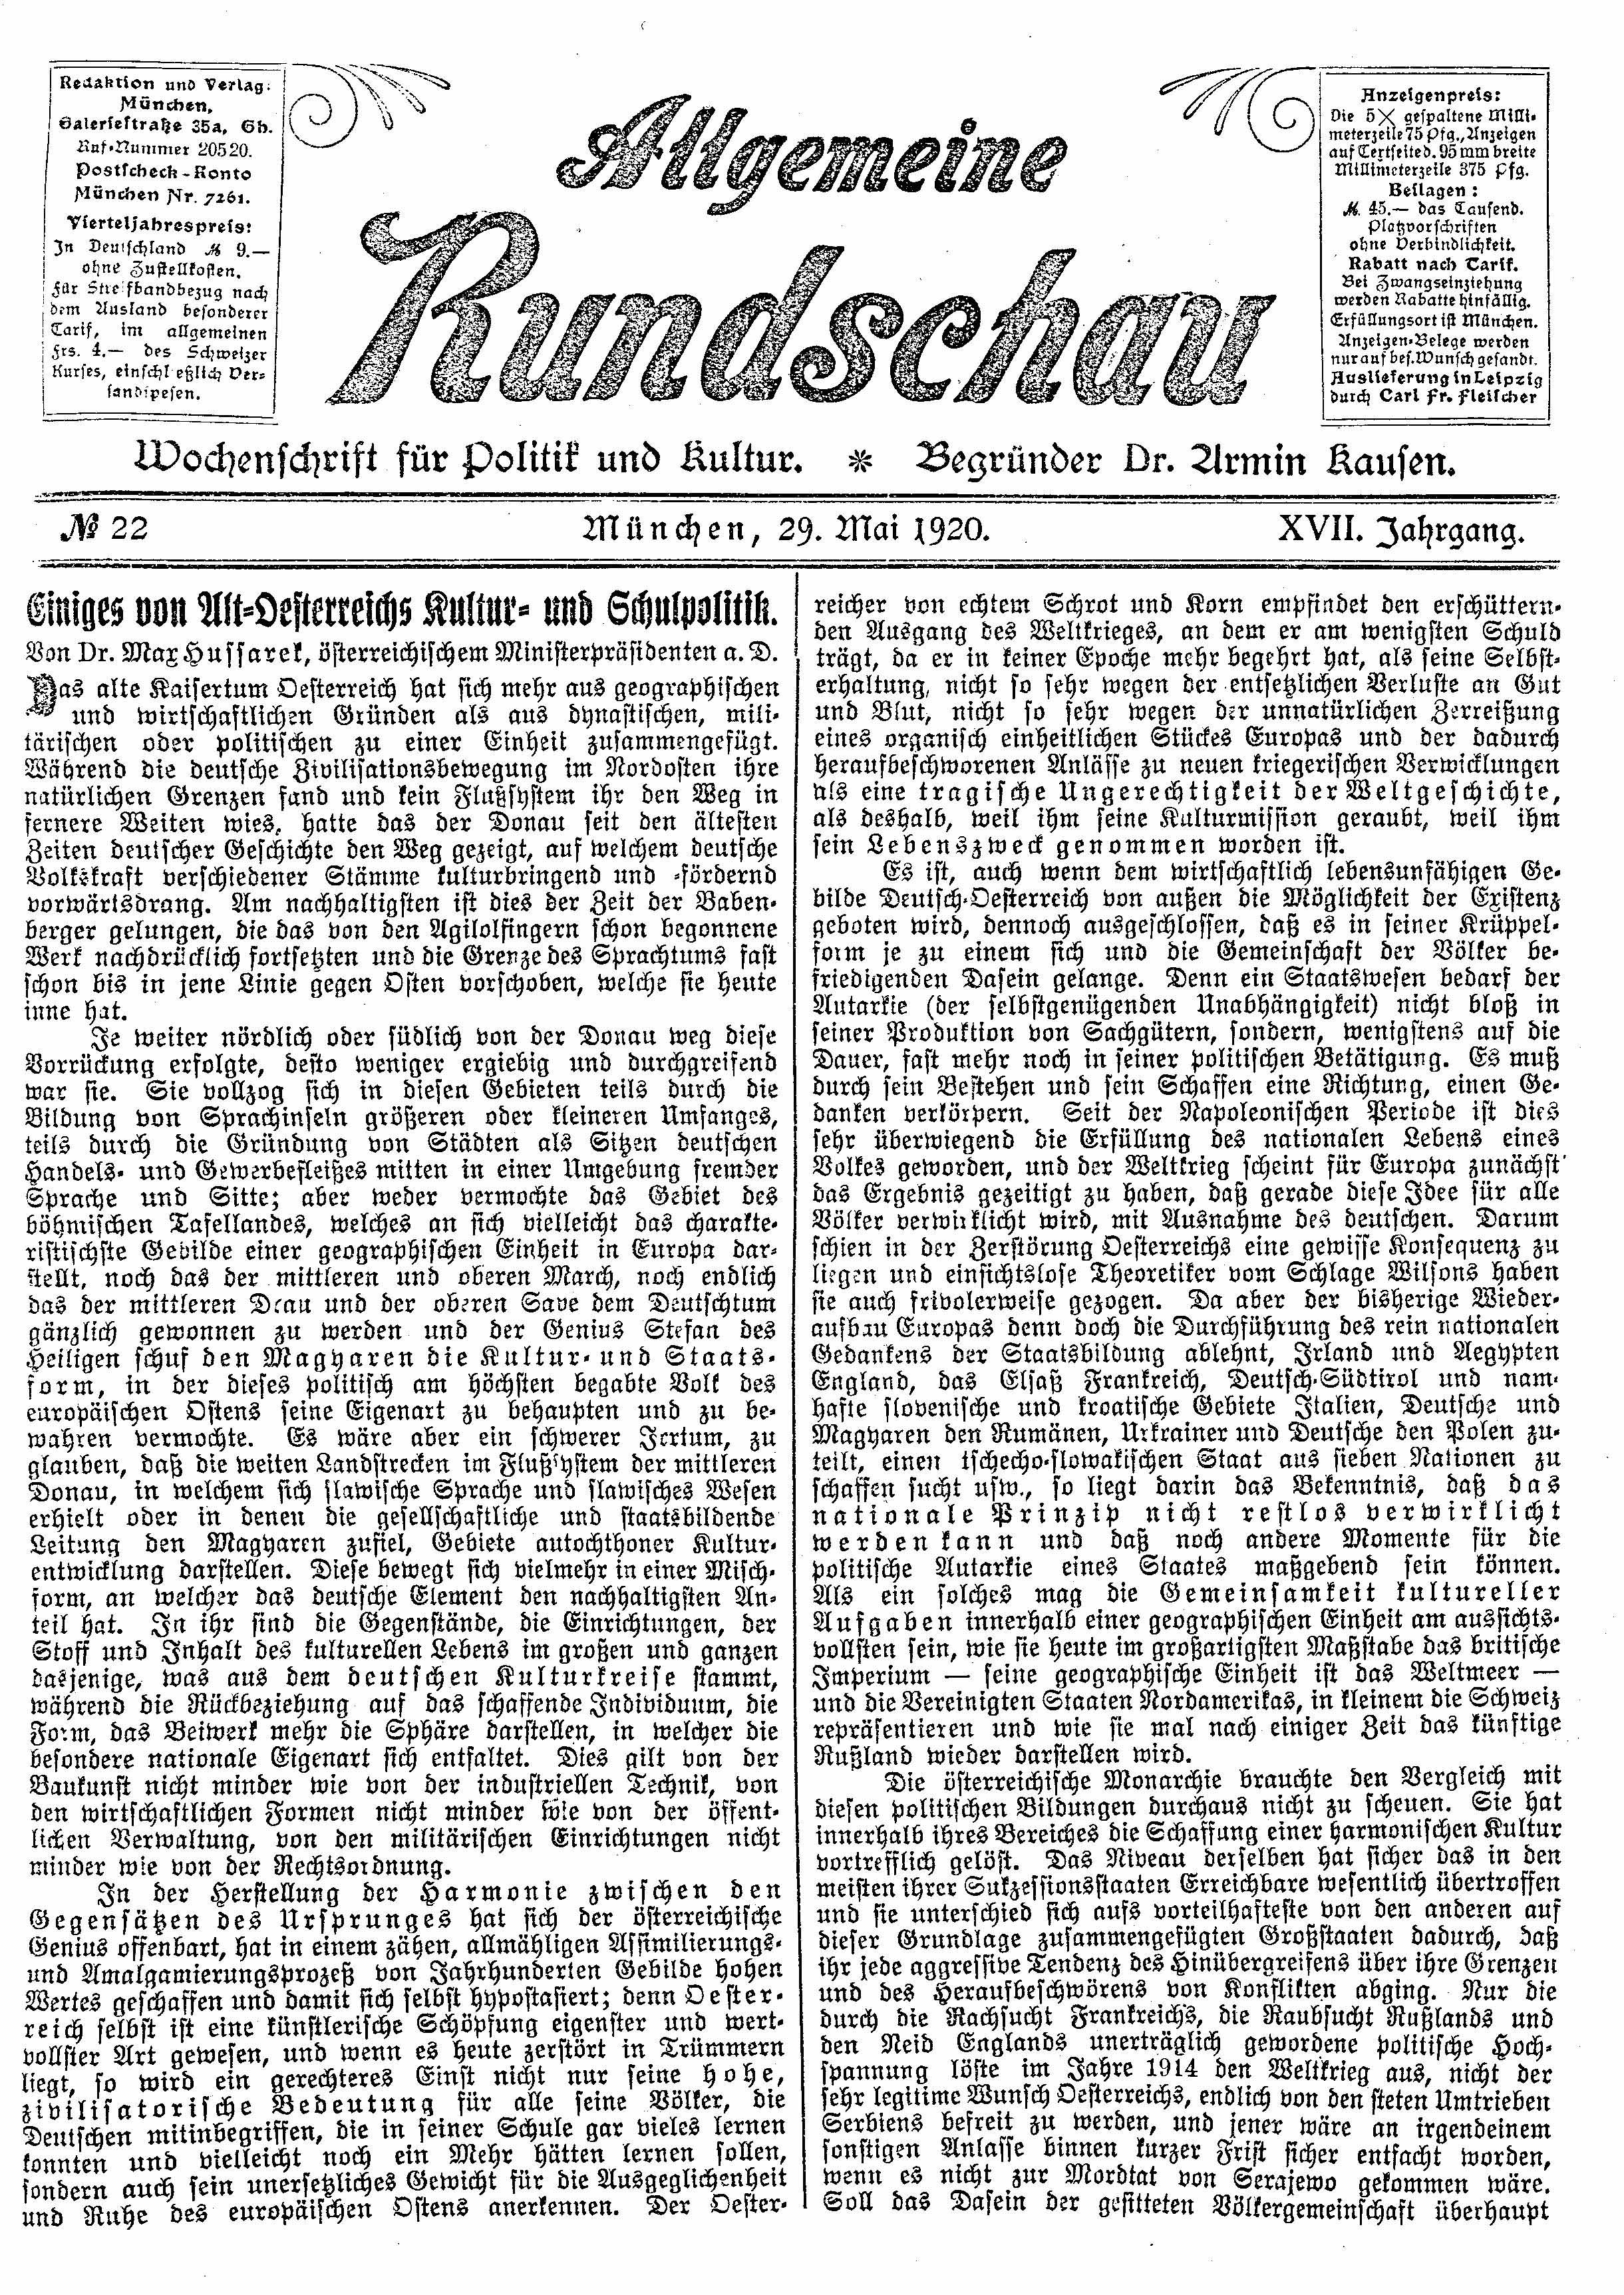 Redaktion und Verlag:
München,
Galeriestraße 35a, Gh.
Ruf-Nummer 20520.
Postscheck-Konto
München Nr. 7261.
Vierteljahrespreis:
In Deutschland M 9.—
ohne Zustellkosten.
Für Streifbandbezug nach
dem Ausland besonderer
Tarif, im allgemeinen
Frs. 4.— des Schweizer
Kurses, einschließlich Ver-
sandspesen.
Allgemeine
Rundschau
Anzeigenpreis:
Die 5× gespaltene Milli-
meterzeile 75 Pfg., Anzeigen
auf Textseite d. 95 mm breite
Millimeterzeile 375 Pfg.
Beilagen:
M. 45.— das Tausend.
Platzvorschriften
ohne Verbindlichkeit.
Rabatt nach Tarif.
Bei Zwangseinziehung
werden Rabatte hinfällig.
Erfüllungsort ist München.
Anzeigen-Belege werden
nur auf bes. Wunsch gesandt.
Auslieferung in Leipzig
durch Carl Fr. Fleischer
Wochenschrift für Politik und Kultur. * Begründer Dr. Armin Kausen.
№ 22
München, 29. Mai 1920.
XVII. Jahrgang.
Einiges von Alt-Oesterreichs Kultur- und Schulpolitik.
Von Dr. Max Hussarek, österreichischem Ministerpräsidenten a. D.
Das alte Kaisertum Oesterreich hat sich mehr aus geographischen
und wirtschaftlichen Gründen als aus dynastischen, mili-
tärischen oder politischen zu einer Einheit zusammengefügt.
Während die deutsche Zivilisationsbewegung im Nordosten ihre
natürlichen Grenzen fand und kein Flußsystem ihr den Weg in
fernere Weiten wies, hatte das der Donau seit den ältesten
Zeiten deutscher Geschichte den Weg gezeigt, auf welchem deutsche
Volkskraft verschiedener Stämme kulturbringend und -fördernd
vorwärtsdrang. Am nachhaltigsten ist dies der Zeit der Baben-
berger gelungen, die das von den Agilolfingern schon begonnene
Werk nachdrücklich fortsetzten und die Grenze des Sprachtums fast
schon bis in jene Linie gegen Osten vorschoben, welche sie heute
inne hat.
Je weiter nördlich oder südlich von der Donau weg diese
Vorrückung erfolgte, desto weniger ergiebig und durchgreifend
war sie. Sie vollzog sich in diesen Gebieten teils durch die
Bildung von Sprachinseln größeren oder kleineren Umfanges,
teils durch die Gründung von Städten als Sitzen deutschen
Handels- und Gewerbefleißes mitten in einer Umgebung fremder
Sprache und Sitte; aber weder vermochte das Gebiet des
böhmischen Tafellandes, welches an sich vielleicht das charakte-
ristischste Gebilde einer geographischen Einheit in Europa dar-
stellt, noch das der mittleren und oberen March, noch endlich
das der mittleren Drau und der oberen Save dem Deutschtum
gänzlich gewonnen zu werden und der Genius Stefan des
Heiligen schuf den Magyaren die Kultur- und Staats-
form, in der dieses politisch am höchsten begabte Volk des
europäischen Ostens seine Eigenart zu behaupten und zu be-
wahren vermochte. Es wäre aber ein schwerer Irrtum, zu
glauben, daß die weiten Landstrecken im Flußsystem der mittleren
Donau, in welchem sich slawische Sprache und slawisches Wesen
erhielt oder in denen die gesellschaftliche und staatsbildende
Leitung den Magyaren zufiel, Gebiete autochthoner Kultur-
entwicklung darstellen. Diese bewegt sich vielmehr in einer Misch-
form, an welcher das deutsche Element den nachhaltigsten An-
teil hat. In ihr sind die Gegenstände, die Einrichtungen, der
Stoff und Inhalt des kulturellen Lebens im großen und ganzen
dasjenige, was aus dem deutschen Kulturkreise stammt,
während die Rückbeziehung auf das schaffende Individuum, die
Form, das Beiwerk mehr die Sphäre darstellen, in welcher die
besondere nationale Eigenart sich entfaltet. Dies gilt von der
Baukunst nicht minder wie von der industriellen Technik, von
den wirtschaftlichen Formen nicht minder wie von der öffent-
lichen Verwaltung, von den militärischen Einrichtungen nicht
minder wie von der Rechtsordnung.
In der Herstellung der Harmonie zwischen den
Gegensätzen des Ursprunges hat sich der österreichische
Genius offenbart, hat in einem zähen, allmähligen Assimilierungs-
und Amalgamierungsprozeß von Jahrhunderten Gebilde hohen
Wertes geschaffen und damit sich selbst hypostasiert; denn Oester-
reich selbst ist eine künstlerische Schöpfung eigenster und wert-
vollster Art gewesen, und wenn es heute zerstört in Trümmern
liegt, so wird ein gerechteres Einst nicht nur seine hohe,
zivilisatorische Bedeutung für alle seine Völker, die
Deutschen mitinbegriffen, die in seiner Schule gar vieles lernen
konnten und vielleicht noch ein Mehr hätten lernen sollen,
sondern auch sein unersetzliches Gewicht für die Ausgeglichenheit
und Ruhe des europäischen Ostens anerkennen. Der Oester-
reicher von echtem Schrot und Korn empfindet den erschüttern-
den Ausgang des Weltkrieges, an dem er am wenigsten Schuld
trägt, da er in keiner Epoche mehr begehrt hat, als seine Selbst-
erhaltung, nicht so sehr wegen der entsetzlichen Verluste an Gut
und Blut, nicht so sehr wegen der unnatürlichen Zerreißung
eines organisch einheitlichen Stückes Europas und der dadurch
heraufbeschworenen Anlässe zu neuen kriegerischen Verwicklungen
als eine tragische Ungerechtigkeit der Weltgeschichte,
als deshalb, weil ihm seine Kulturmission geraubt, weil ihm
sein Lebenszweck genommen worden ist.
Es ist, auch wenn dem wirtschaftlich lebensunfähigen Ge-
bilde Deutsch-Oesterreich von außen die Möglichkeit der Existenz
geboten wird, dennoch ausgeschlossen, daß es in seiner Krüppel-
form je zu einem sich und die Gemeinschaft der Völker be-
friedigenden Dasein gelange. Denn ein Staatswesen bedarf der
Autarkie (der selbstgenügenden Unabhängigkeit) nicht bloß in
seiner Produktion von Sachgütern, sondern, wenigstens auf die
Dauer, fast mehr noch in seiner politischen Betätigung. Es muß
durch sein Bestehen und sein Schaffen eine Richtung, einen Ge-
danken verkörpern. Seit der Napoleonischen Periode ist dies
sehr überwiegend die Erfüllung des nationalen Lebens eines
Volkes geworden, und der Weltkrieg scheint für Europa zunächst
das Ergebnis gezeitigt zu haben, daß gerade diese Idee für alle
Völker verwirklicht wird, mit Ausnahme des deutschen. Darum
schien in der Zerstörung Oesterreichs eine gewisse Konsequenz zu
liegen und einsichtslose Theoretiker vom Schlage Wilsons haben
sie auch frivolerweise gezogen. Da aber der bisherige Wieder-
aufbau Europas denn doch die Durchführung des rein nationalen
Gedankens der Staatsbildung ablehnt, Irland und Aegypten
England, das Elsaß Frankreich, Deutsch-Südtirol und nam-
hafte slovenische und kroatische Gebiete Italien, Deutsche und
Magyaren den Rumänen, Ukrainer und Deutsche den Polen zu-
teilt, einen tschecho-slowakischen Staat aus sieben Nationen zu
schaffen sucht usw., so liegt darin das Bekenntnis, daß das
nationale Prinzip nicht restlos verwirklicht
werden kann und daß noch andere Momente für die
politische Autarkie eines Staates maßgebend sein können.
Als ein solches mag die Gemeinsamkeit kultureller
Aufgaben innerhalb einer geographischen Einheit am aussichts-
vollsten sein, wie sie heute im großartigsten Maßstabe das britische
Imperium — seine geographische Einheit ist das Weltmeer —
und die Vereinigten Staaten Nordamerikas, in kleinem die Schweiz
repräsentieren und wie sie mal nach einiger Zeit das künftige
Rußland wieder darstellen wird.
Die österreichische Monarchie brauchte den Vergleich mit
diesen politischen Bildungen durchaus nicht zu scheuen. Sie hat
innerhalb ihres Bereiches die Schaffung einer harmonischen Kultur
vortrefflich gelöst. Das Niveau derselben hat sicher das in den
meisten ihrer Sukzessionsstaaten Erreichbare wesentlich übertroffen
und sie unterschied sich aufs vorteilhafteste von den anderen auf
dieser Grundlage zusammengefügten Großstaaten dadurch, daß
ihr jede aggressive Tendenz des Hinübergreifens über ihre Grenzen
und des Heraufbeschwörens von Konflikten abging. Nur die
durch die Rachsucht Frankreichs, die Raubsucht Rußlands und
den Neid Englands unerträglich gewordene politische Hoch-
spannung löste im Jahre 1914 den Weltkrieg aus, nicht der
sehr legitime Wunsch Oesterreichs, endlich von den steten Umtrieben
Serbiens befreit zu werden, und jener wäre an irgendeinem
sonstigen Anlasse binnen kurzer Frist sicher entfacht worden,
wenn es nicht zur Mordtat von Serajewo gekommen wäre.
Soll das Dasein der gesitteten Völkergemeinschaft überhaupt